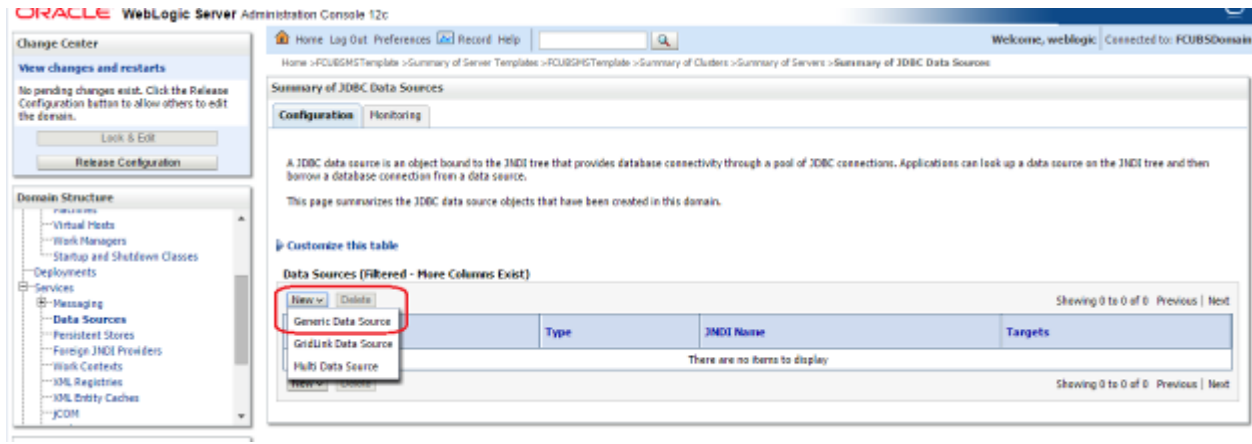 ORACLE WebLogic Server Administration Console 12c
Change Center
View changes and restarts
No pending changes exist. Click the Release
Configuration button to allow others to edit
the domain.
Lock & Edit
Release Configuration
Domain Structure
Machines
Virtual Hosts
Work Managers
Startup and Shutdown Classes
Deployments
Services
Messaging
Data Sources
Persistent Stores
Foreign JNDI Providers
Work Contexts
XML Registries
XML Entity Caches
jCOM
Home Log Out Preferences Record Help
Welcome, weblogic Connected to: FCUBSDomain
Home >FCUBSMSTemplate >Summary of Server Templates >FCUBSMSTemplate >Summary of Clusters >Summary of Servers >Summary of JDBC Data Sources
Summary of JDBC Data Sources
Configuration Monitoring
A JDBC data source is an object bound to the JNDI tree that provides database connectivity through a pool of JDBC connections. Applications can look up a data source on the JNDI tree and then
borrow a database connection from a data source.
This page summarizes the JDBC data source objects that have been created in this domain.
Customize this table
Data Sources (Filtered - More Columns Exist)
New Delete
Showing 0 to 0 of 0 Previous | Next
Generic Data Source
GridLink Data Source
Multi Data Source
Type JNDI Name Targets
There are no items to display
New Delete
Showing 0 to 0 of 0 Previous | Next